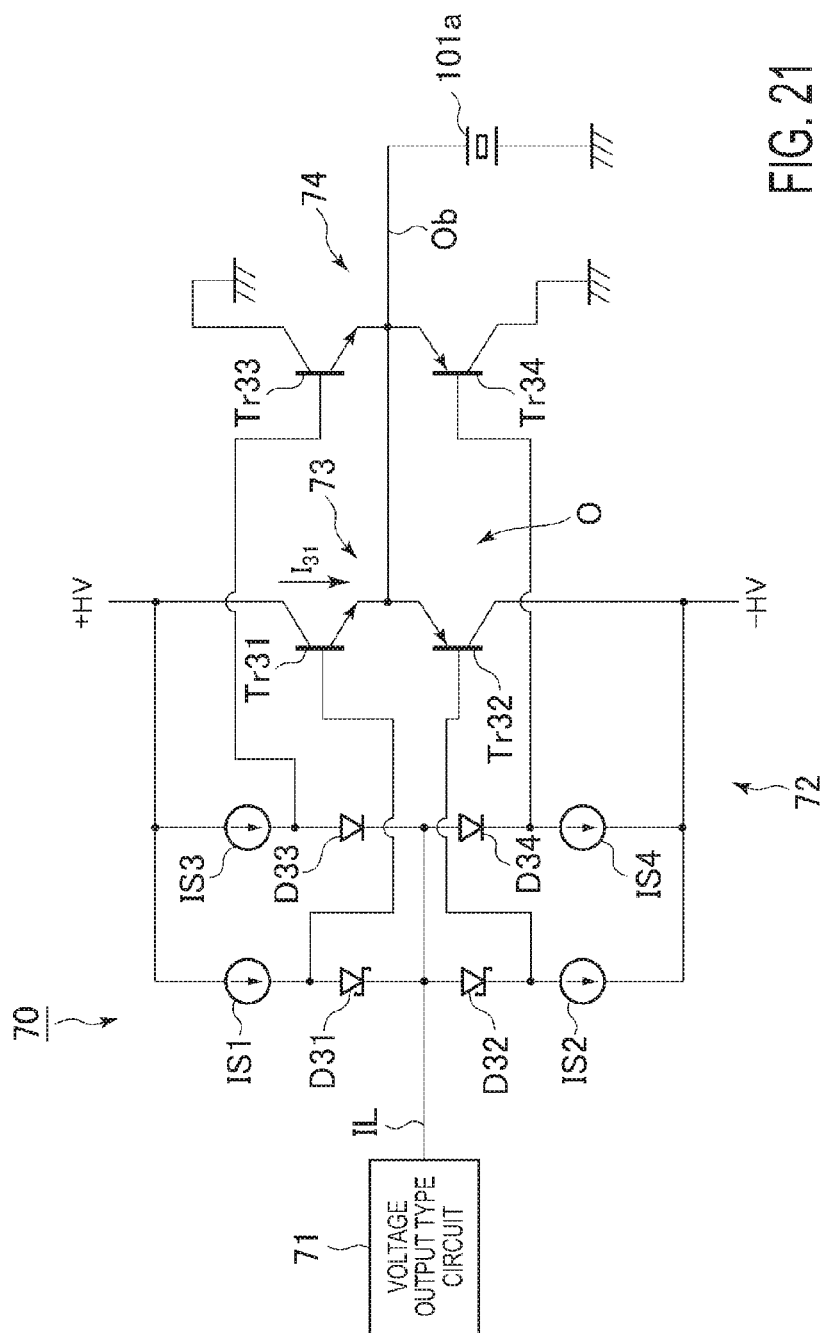 70
+HV
IS1
IS3
D31
D33
IL
71
VOLTAGE
OUTPUT TYPE
CIRCUIT
D32
D34
IS2
IS4
72
-HV
Tr31
I31
73
Tr32
O
Tr33
74
Ob
Tr34
101a
FIG. 21